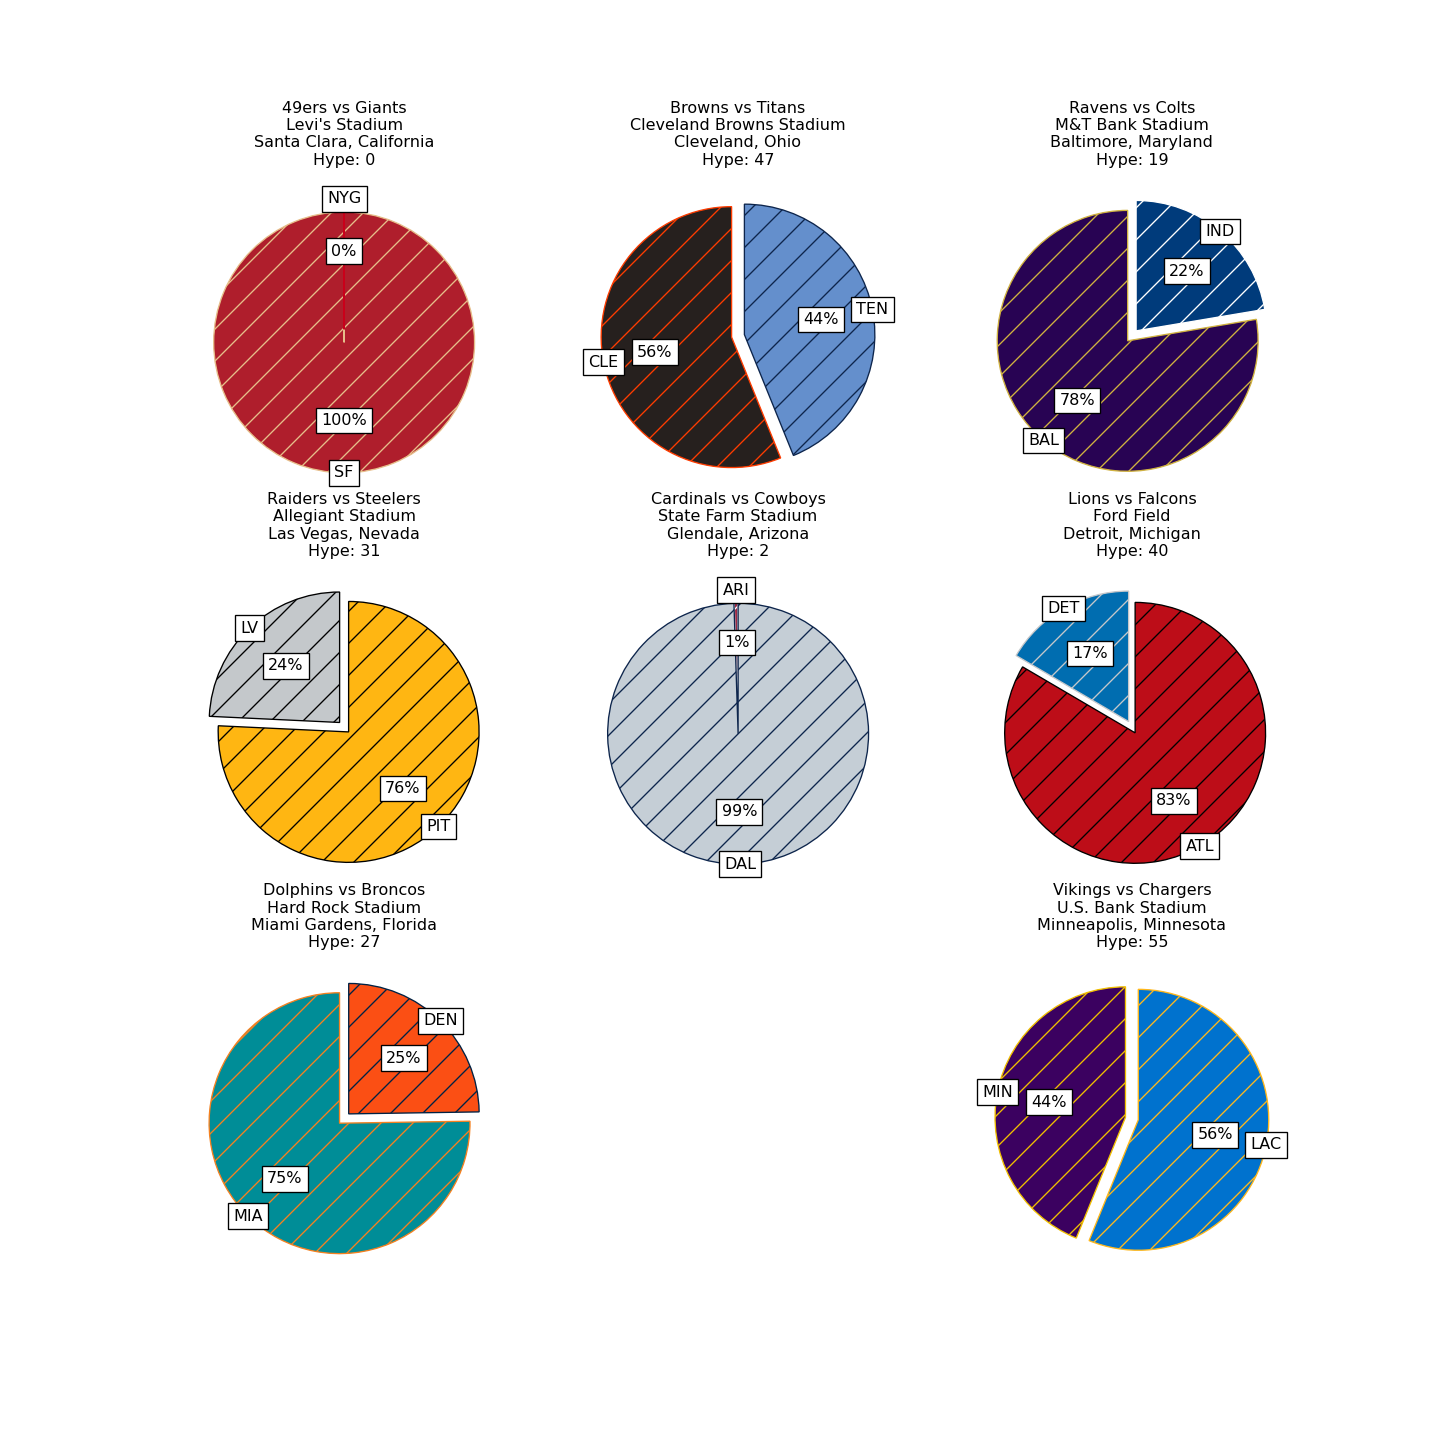 49ers vs Giants
Levi's Stadium
Santa Clara, California
Hype: 0
NYG
0%
100%
SF
Browns vs Titans
Cleveland Browns Stadium
Cleveland, Ohio
Hype: 47
TEN
44%
56%
CLE
Ravens vs Colts
M&T Bank Stadium
Baltimore, Maryland
Hype: 19
IND
22%
78%
BAL
Raiders vs Steelers
Allegiant Stadium
Las Vegas, Nevada
Hype: 31
LV
24%
76%
PIT
Cardinals vs Cowboys
State Farm Stadium
Glendale, Arizona
Hype: 2
ARI
1%
99%
DAL
Lions vs Falcons
Ford Field
Detroit, Michigan
Hype: 40
DET
17%
83%
ATL
Dolphins vs Broncos
Hard Rock Stadium
Miami Gardens, Florida
Hype: 27
DEN
25%
75%
MIA
Vikings vs Chargers
U.S. Bank Stadium
Minneapolis, Minnesota
Hype: 55
MIN
44%
56%
LAC